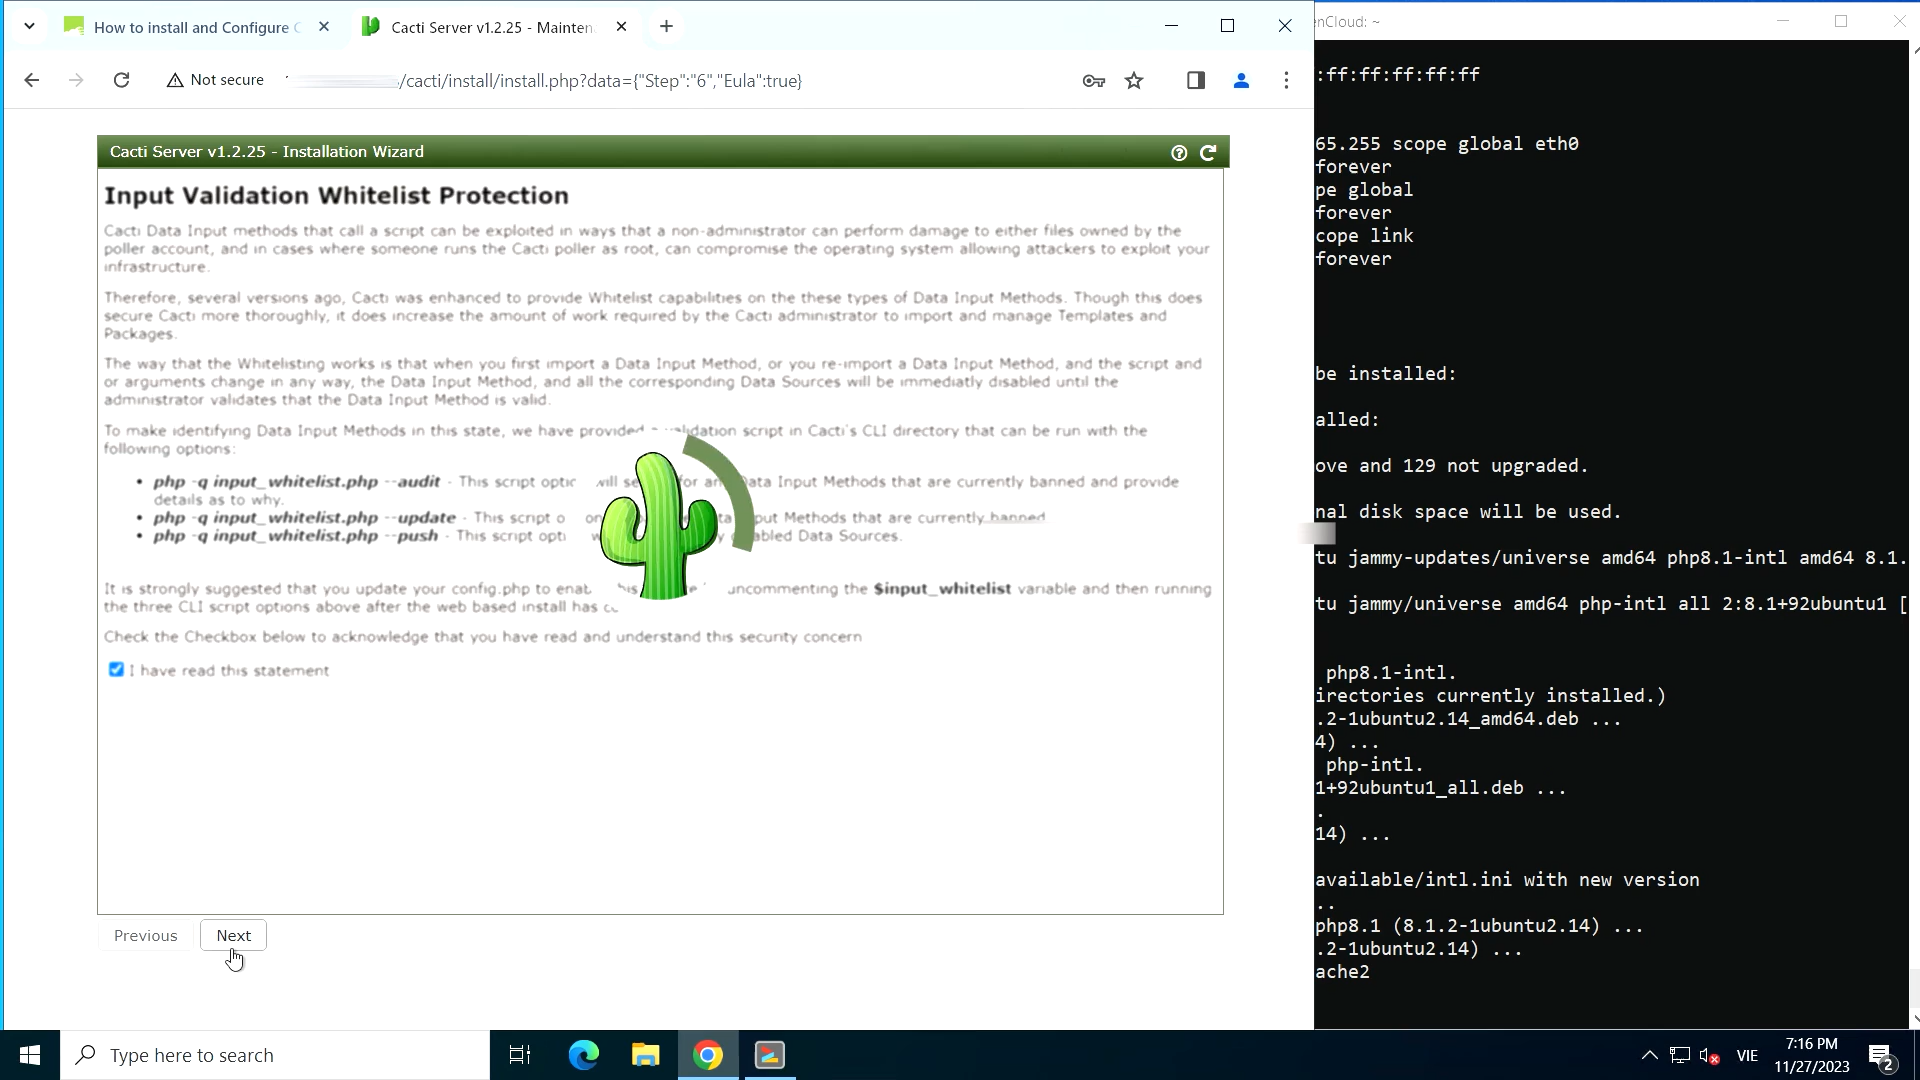 How to install and Configure C
Cacti Server v1.2.25 - Mainten
enCloud: ~
Not secure
/cacti/install/install.php?data={"Step":"6","Eula":true}
Cacti Server v1.2.25 - Installation Wizard
Input Validation Whitelist Protection
Cacti Data Input methods that call a script can be exploited in ways that a non-administrator can perform damage to either files owned by the
poller account, and in cases where someone runs the Cacti poller as root, can compromise the operating system allowing attackers to exploit your
infrastructure.
Therefore, several versions ago, Cacti was enhanced to provide Whitelist capabilities on the these types of Data Input Methods. Though this does
secure Cacti more thoroughly, it does increase the amount of work required by the Cacti administrator to import and manage Templates and
Packages.
The way that the Whitelisting works is that when you first import a Data Input Method, or you re-import a Data Input Method, and the script and
or arguments change in any way, the Data Input Method, and all the corresponding Data Sources will be immediatly disabled until the
administrator validates that the Data Input Method is valid.
To make identifying Data Input Methods in this state, we have provided a validation script in Cacti's CLI directory that can be run with the
following options:
• php -q input_whitelist.php --audit - This script option will search for any Data Input Methods that are currently banned and provide
details as to why.
• php -q input_whitelist.php --update - This script Input Methods that are currently banned
• php -q input_whitelist.php --push - This script disabled Data Sources.
It is strongly suggested that you update your config.php to enable this uncommenting the $input_whitelist variable and then running
the three CLI script options above after the web based install has
Check the Checkbox below to acknowledge that you have read and understand this security concern
I have read this statement
Previous
Next
:ff:ff:ff:ff:ff
65.255 scope global eth0
forever
pe global
forever
cope link
forever
be installed:
alled:
ove and 129 not upgraded.
nal disk space will be used.
tu jammy-updates/universe amd64 php8.1-intl amd64 8.1.
tu jammy/universe amd64 php-intl all 2:8.1+92ubuntu1 [
php8.1-intl.
irectories currently installed.)
.2-1ubuntu2.14_amd64.deb ...
4) ...
php-intl.
1+92ubuntu1_all.deb ...
.
14) ...
available/intl.ini with new version
..
php8.1 (8.1.2-1ubuntu2.14) ...
.2-1ubuntu2.14) ...
ache2
Type here to search
VIE
7:16 PM
11/27/2023
2